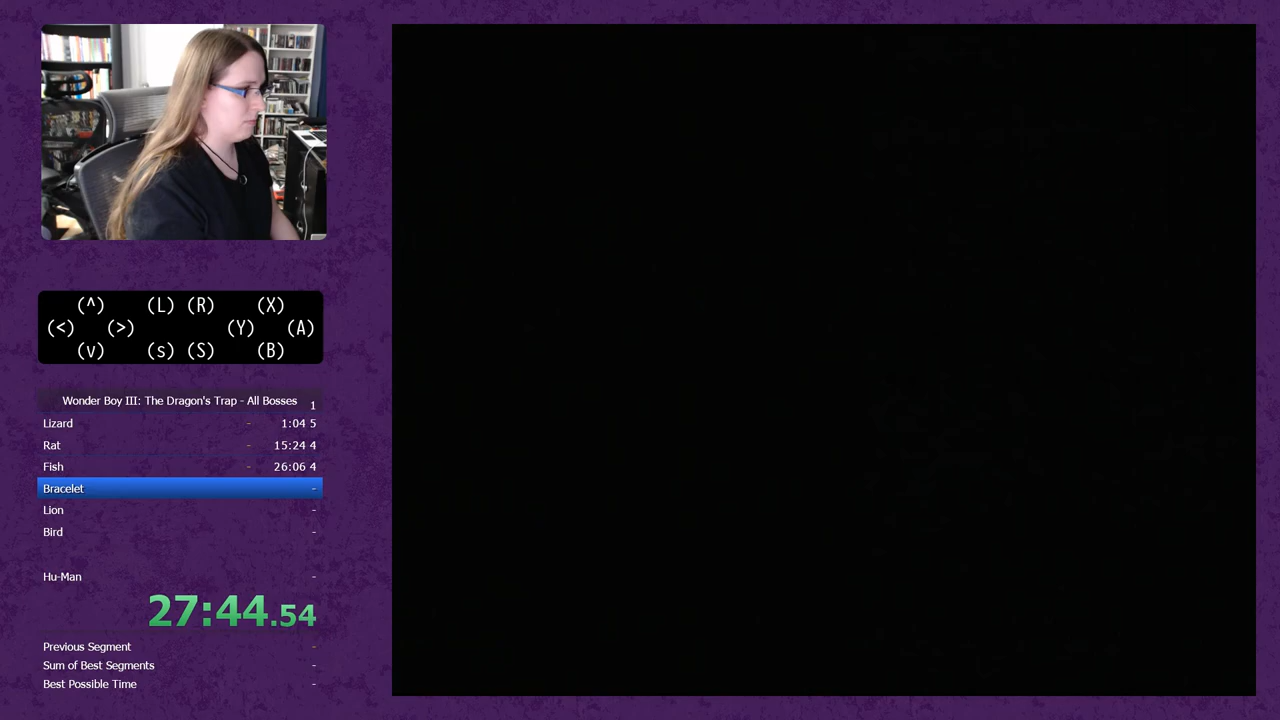 (^) (L) (R) (X)
(<) (>) (Y) (A)
(v) (s) (S) (B)
Wonder Boy III: The Dragon's Trap - All Bosses 1
Lizard - 1:04 5
Rat - 15:24 4
Fish - 26:06 4
Bracelet -
Lion -
Bird -
Hu-Man -
27:44.54
Previous Segment -
Sum of Best Segments -
Best Possible Time -